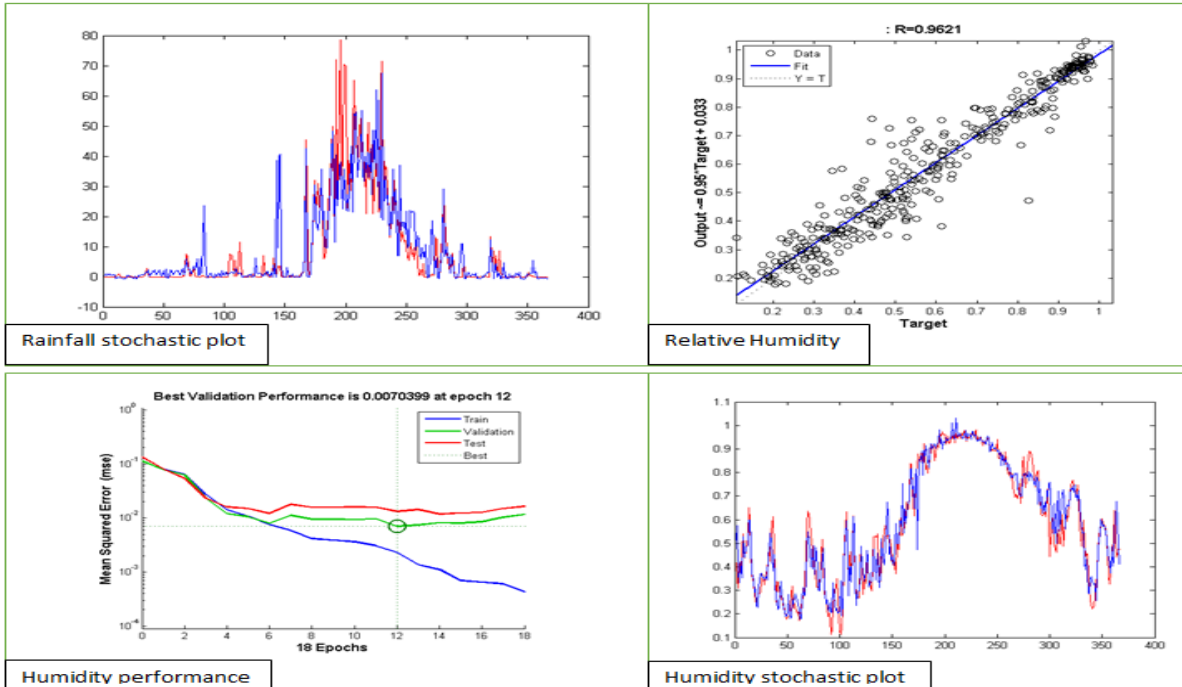 80
70
60
50
40
30
20
10
0
-10
0 50 100 150 200 250 300 350 400
Rainfall stochastic plot
: R=0.9621
Data
Fit
Y = T
Output ~= 0.95*Target + 0.033
1
0.9
0.8
0.7
0.6
0.5
0.4
0.3
0.2
0.2 0.3 0.4 0.5 0.6 0.7 0.8 0.9 1
Target
Relative Humidity
Best Validation Performance is 0.0070399 at epoch 12
Train
Validation
Test
Best
Mean Squared Error (mse)
10^0
10^-1
10^-2
10^-3
10^-4
0 2 4 6 8 10 12 14 16 18
18 Epochs
Humidity performance
1.1
1
0.9
0.8
0.7
0.6
0.5
0.4
0.3
0.2
0.1
0 50 100 150 200 250 300 350 400
Humidity stochastic plot